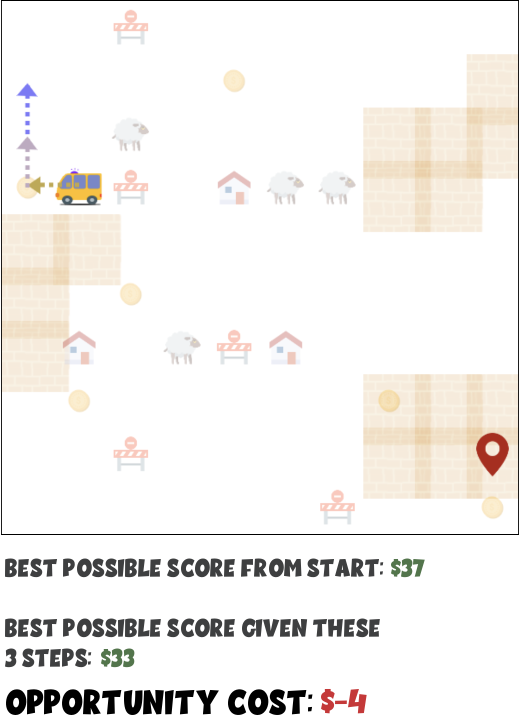 BEST POSSIBLE SCORE FROM START: $37
BEST POSSIBLE SCORE GIVEN THESE
3 STEPS: $33
OPPORTUNITY COST: $-4